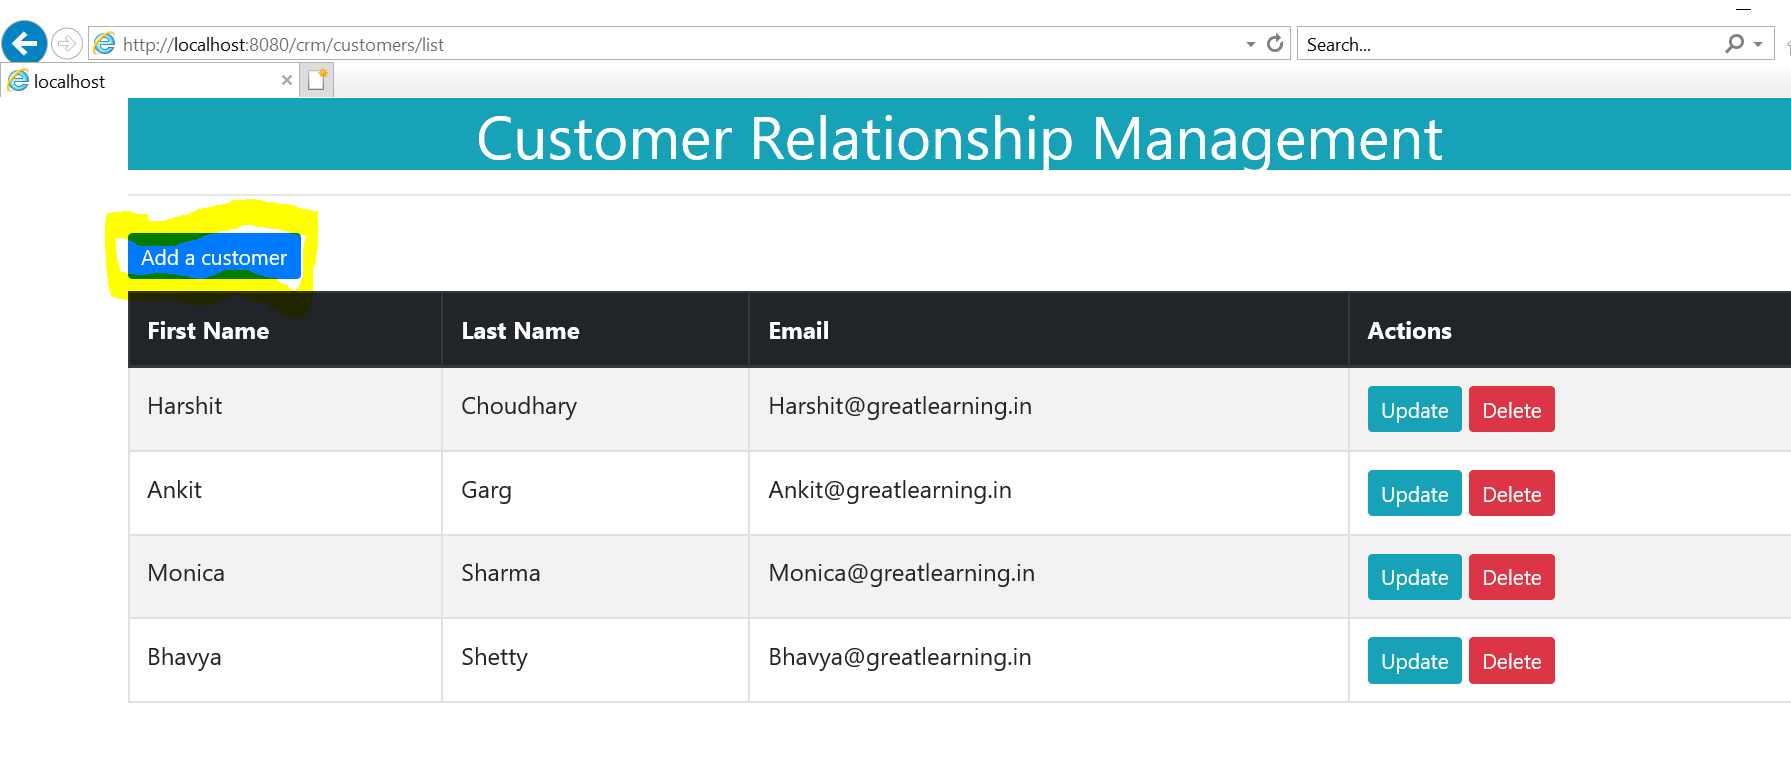 http://localhost:8080/crm/customers/list
Search...
localhost
Customer Relationship Management
Add a customer
First Name Last Name Email Actions
Harshit Choudhary Harshit@greatlearning.in Update Delete
Ankit Garg Ankit@greatlearning.in Update Delete
Monica Sharma Monica@greatlearning.in Update Delete
Bhavya Shetty Bhavya@greatlearning.in Update Delete